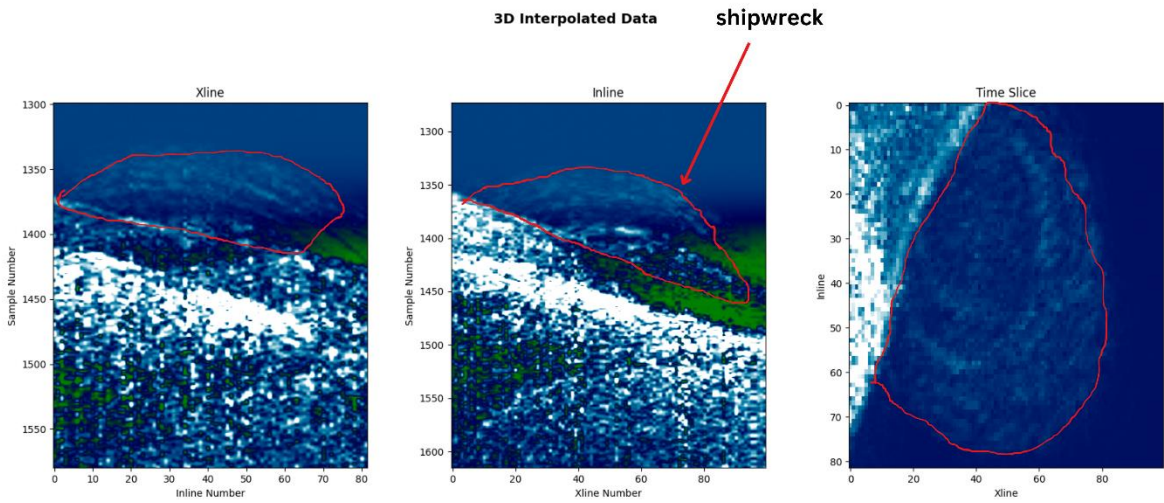 3D Interpolated Data
shipwreck
Xline
1300
1350
1400
1450
1500
1550
Sample Number
0 10 20 30 40 50 60 70 80
Inline Number
Inline
1300
1350
1400
1450
1500
1550
1600
Sample Number
0 20 40 60 80
Xline Number
Time Slice
0
10
20
30
40
50
60
70
80
Inline
0 20 40 60 80
Xline